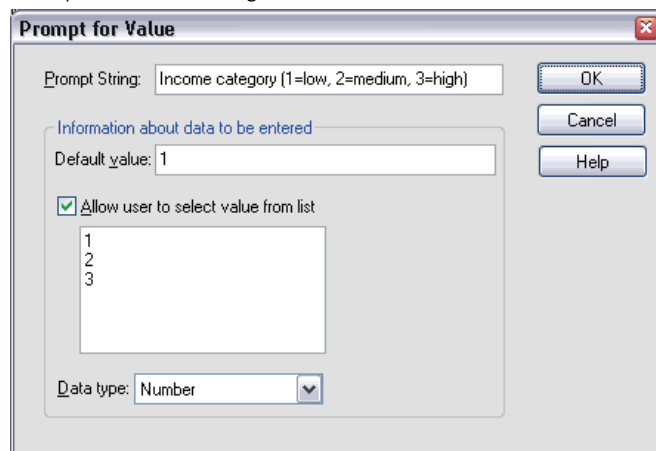 Prompt for Value
Prompt String: Income category (1=low, 2=medium, 3=high)
OK
Cancel
Help
Information about data to be entered
Default value: 1
Allow user to select value from list
1
2
3
Data type: Number